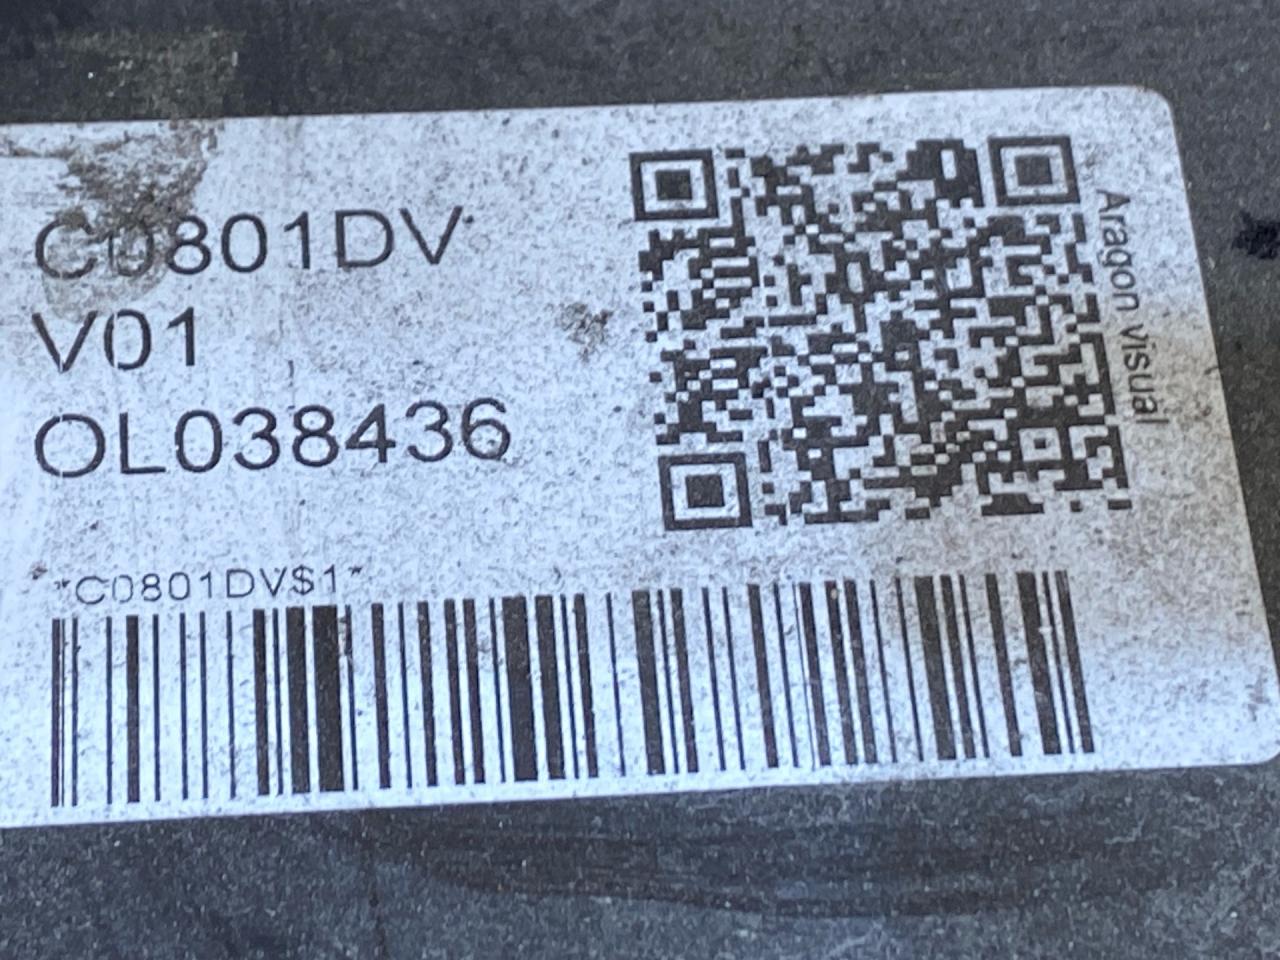 C0801DV
V01
OL038436
Aragon visual
*C0801DV$1*